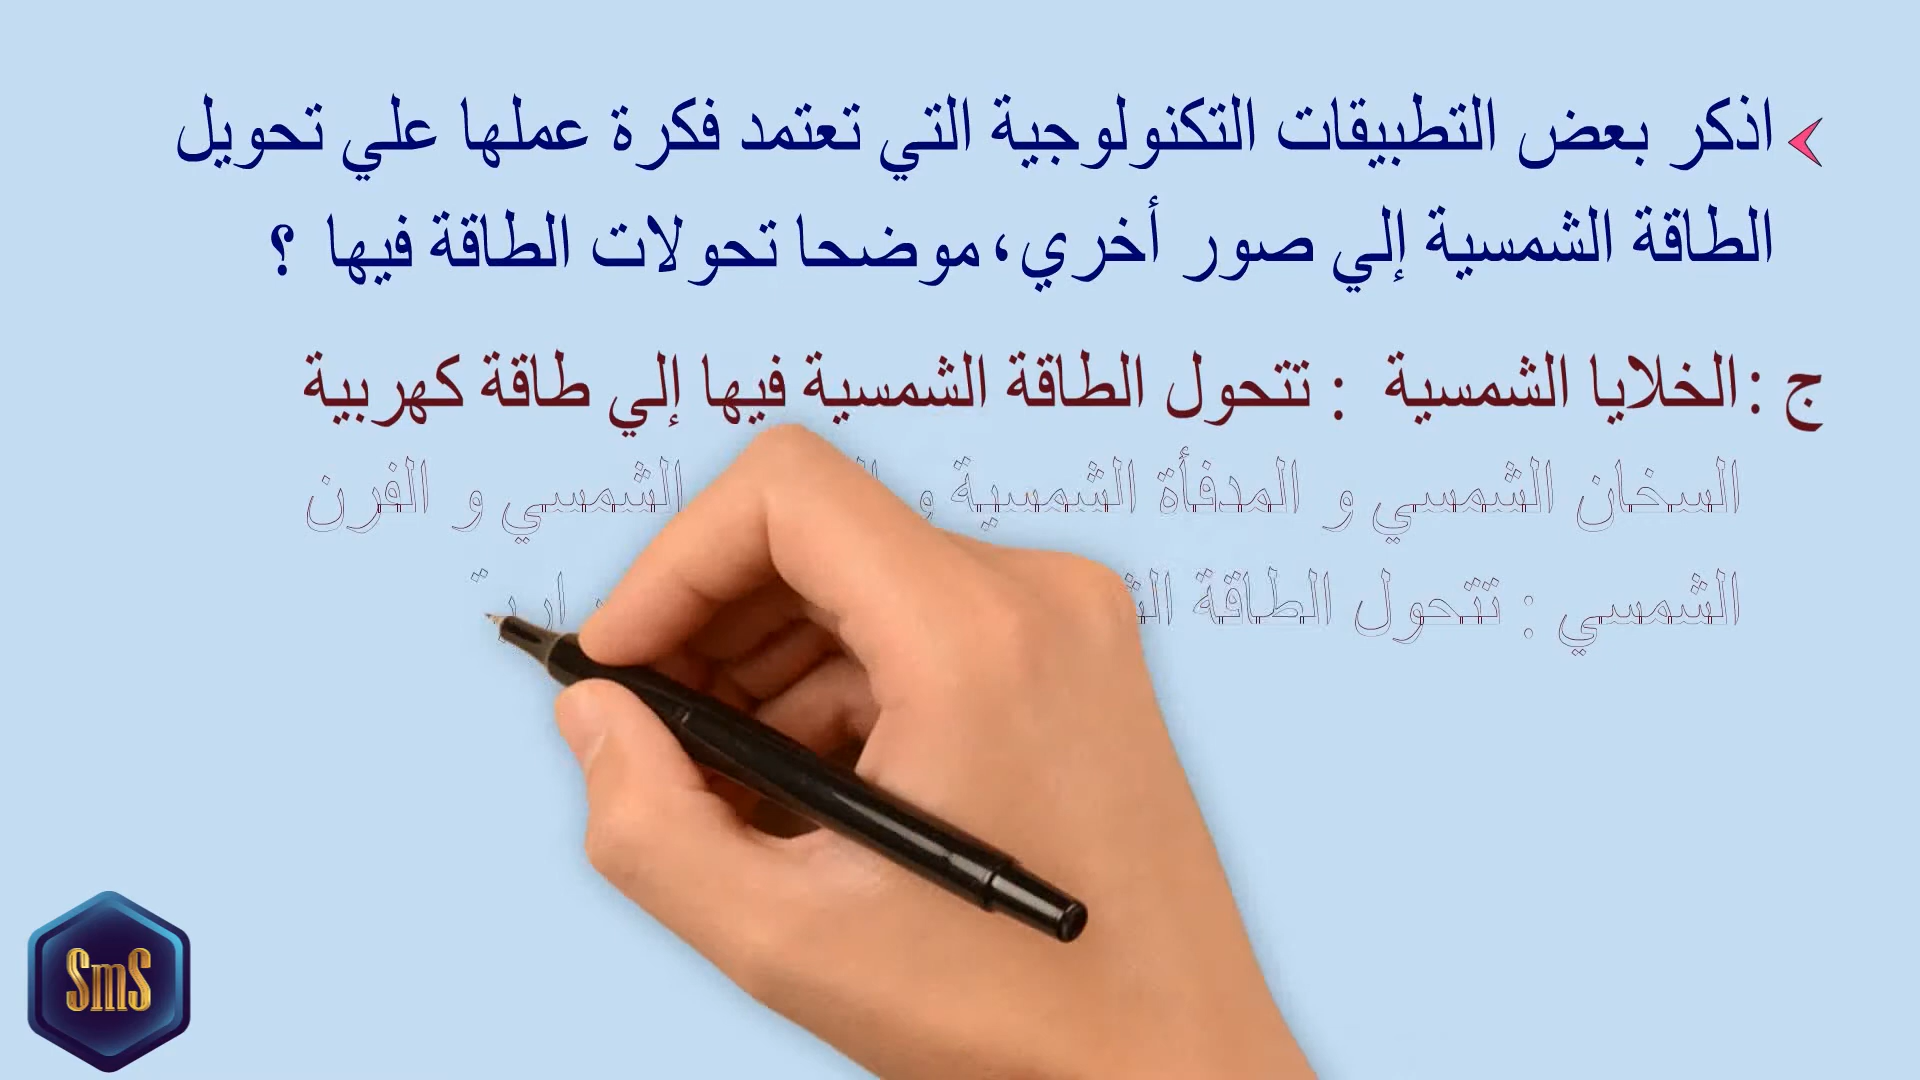 اذكر بعض التطبيقات التكنولوجية التي تعتمد فكرة عملها علي تحويل
الطاقة الشمسية إلي صور أخري، موضحا تحولات الطاقة فيها ؟
ج : الخلايا الشمسية : تتحول الطاقة الشمسية فيها إلي طاقة كهربية
السخان الشمسي و المدفأة الشمسية و الشمسي و الفرن
الشمسي : تتحول الطاقة
SmS